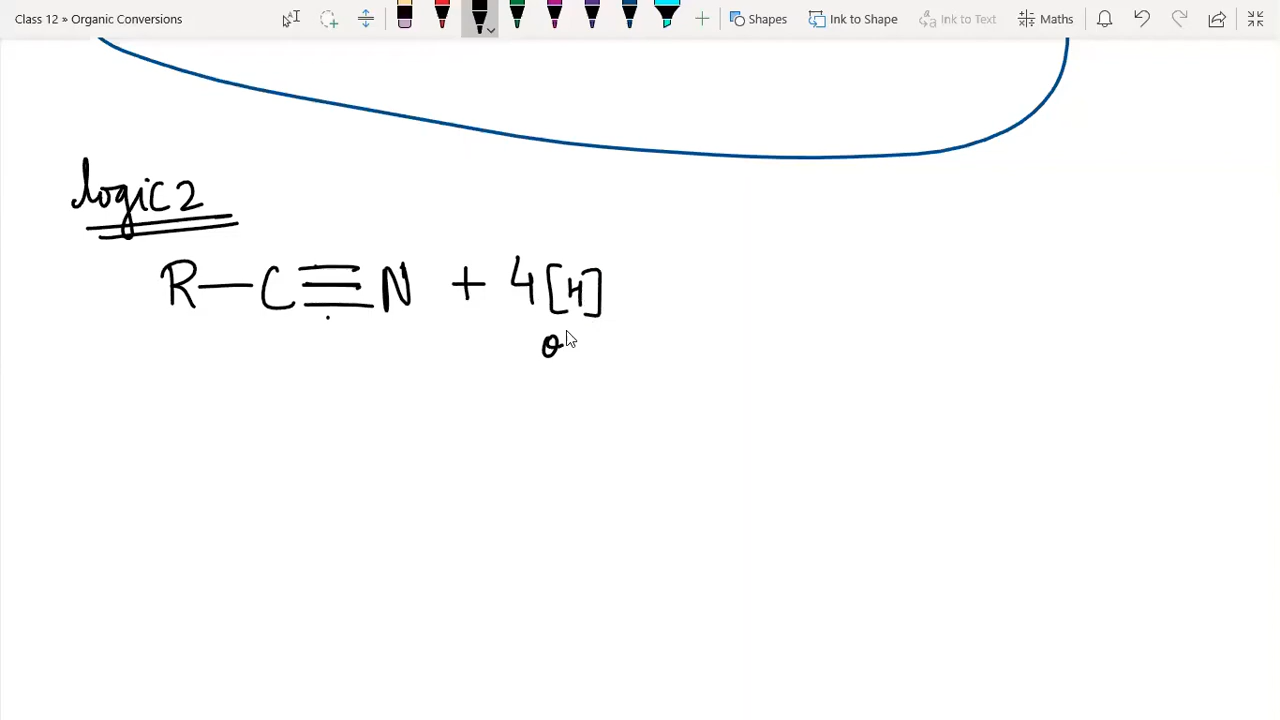 Class 12 » Organic Conversions
Shapes
Ink to Shape
Ink to Text
Maths
logic 2
R—C≡N + 4[H]
o